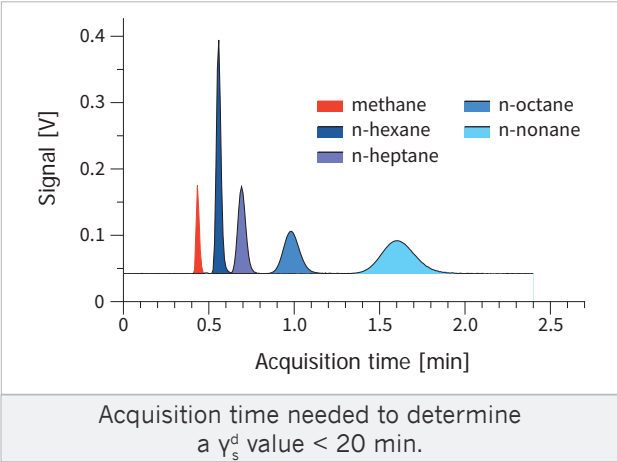 0.4
0.3
0.2
0.1
0
Signal [V]
methane
n-hexane
n-heptane
n-octane
n-nonane
0
0.5
1.0
1.5
2.0
2.5
Acquisition time [min]
Acquisition time needed to determine
a γₛᵈ value < 20 min.